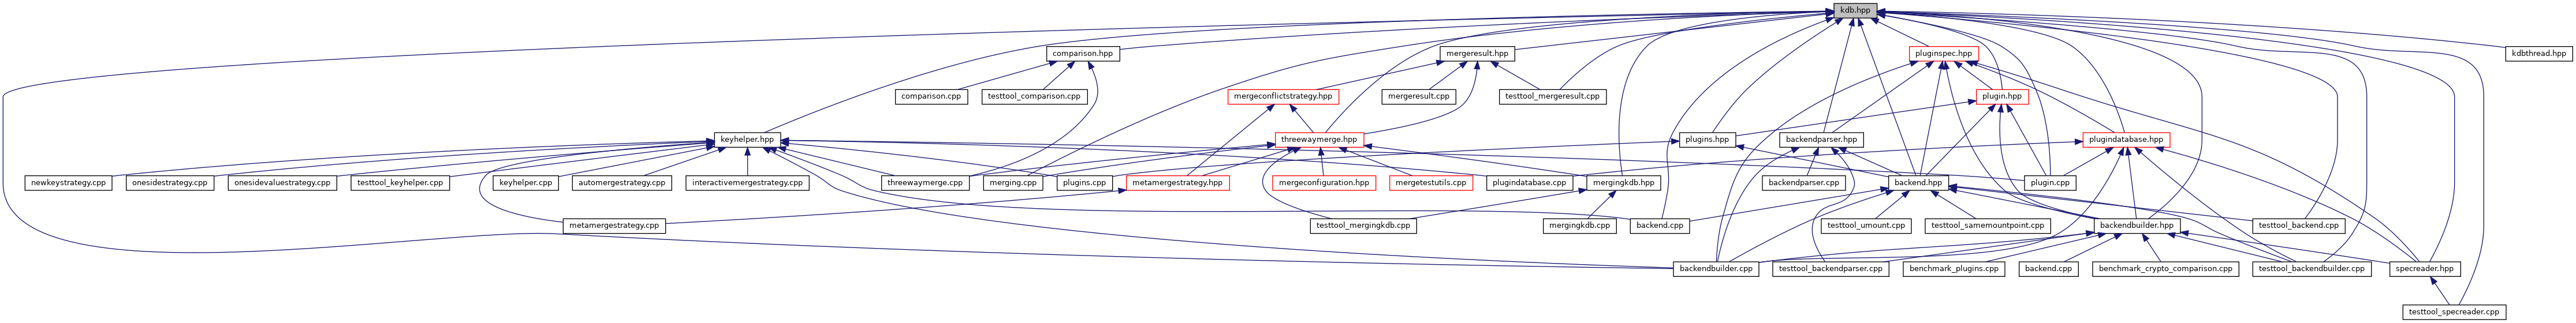 kdb.hpp
comparison.hpp
mergeresult.hpp
pluginspec.hpp
kdbthread.hpp
comparison.cpp
testtool_comparison.cpp
mergeconflictstrategy.hpp
mergeresult.cpp
testtool_mergeresult.cpp
plugin.hpp
keyhelper.hpp
threewaymerge.hpp
plugins.hpp
backendparser.hpp
plugindatabase.hpp
newkeystrategy.cpp
onesidestrategy.cpp
onesidevaluestrategy.cpp
testtool_keyhelper.cpp
keyhelper.cpp
automergestrategy.cpp
interactivemergestrategy.cpp
threewaymerge.cpp
merging.cpp
plugins.cpp
metamergestrategy.hpp
mergeconfiguration.hpp
mergetestutils.cpp
plugindatabase.cpp
mergingkdb.hpp
backendparser.cpp
backend.hpp
plugin.cpp
metamergestrategy.cpp
testtool_mergingkdb.cpp
mergingkdb.cpp
backend.cpp
testtool_umount.cpp
testtool_samemountpoint.cpp
backendbuilder.hpp
testtool_backend.cpp
backendbuilder.cpp
testtool_backendparser.cpp
benchmark_plugins.cpp
backend.cpp
benchmark_crypto_comparison.cpp
testtool_backendbuilder.cpp
specreader.hpp
testtool_specreader.cpp